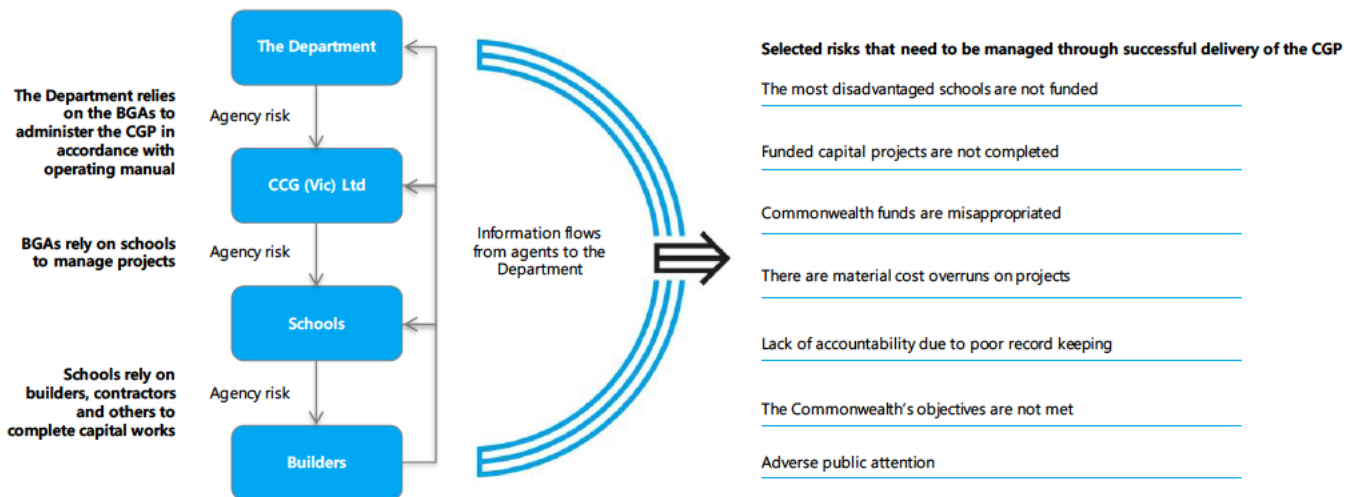 The Department
The Department relies
on the BGAs to
administer the CGP in
accordance with
operating manual
Agency risk
CCG (Vic) Ltd
BGAs rely on schools
to manage projects
Agency risk
Schools
Schools rely on
builders, contractors
and others to
complete capital works
Agency risk
Builders
Information flows
from agents to the
Department
Selected risks that need to be managed through successful delivery of the CGP
The most disadvantaged schools are not funded
Funded capital projects are not completed
Commonwealth funds are misappropriated
There are material cost overruns on projects
Lack of accountability due to poor record keeping
The Commonwealth’s objectives are not met
Adverse public attention